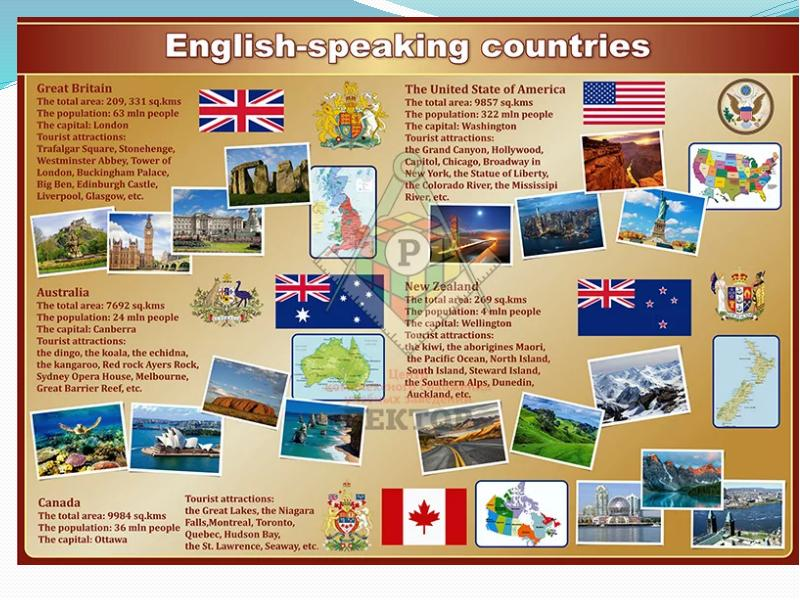 English-speaking countries
Great Britain
The total area: 209, 331 sq.kms
The population: 63 mln people
The capital: London
Tourist attractions:
Trafalgar Square, Stonehenge,
Westminster Abbey, Tower of
London, Buckingham Palace,
Big Ben, Edinburgh Castle,
Liverpool, Glasgow, etc.
The United State of America
The total area: 9857 sq.kms
The population: 322 mln people
The capital: Washington
Tourist attractions:
the Grand Canyon, Hollywood,
Capitol, Chicago, Broadway in
New York, the Statue of Liberty,
the Colorado River, the Mississipi
River, etc.
Australia
The total area: 7692 sq.kms
The population: 24 mln people
The capital: Canberra
Tourist attractions:
the dingo, the koala, the echidna,
the kangaroo, Red rock Ayers Rock,
Sydney Opera House, Melbourne,
Great Barrier Reef, etc.
New Zealand
The total area: 269 sq.kms
The population: 4 mln people
The capital: Wellington
Tourist attractions:
the kiwi, the aborigines Maori,
the Pacific Ocean, North Island,
South Island, Steward Island,
the Southern Alps, Dunedin,
Auckland, etc.
Canada
The total area: 9984 sq.kms
The population: 36 mln people
The capital: Ottawa
Tourist attractions:
the Great Lakes, the Niagara
Falls,Montreal, Toronto,
Quebec, Hudson Bay,
the St. Lawrence, Seaway, etc.
Р